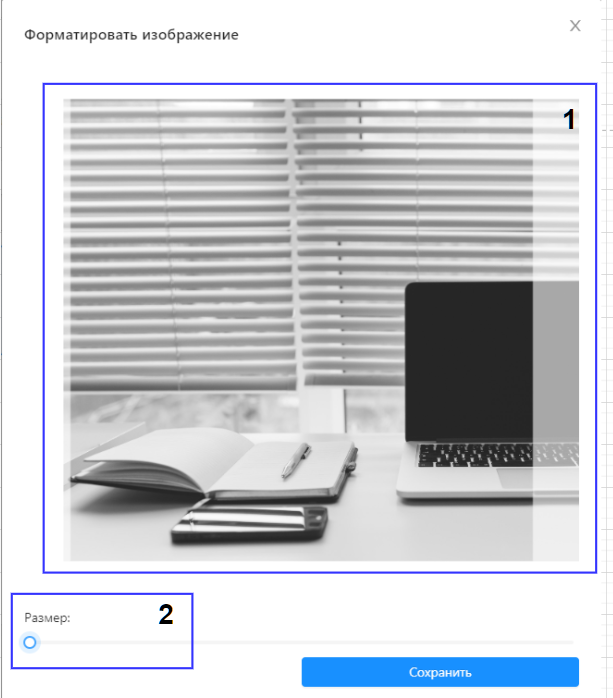 Форматировать изображение
1
Размер:
2
Сохранить